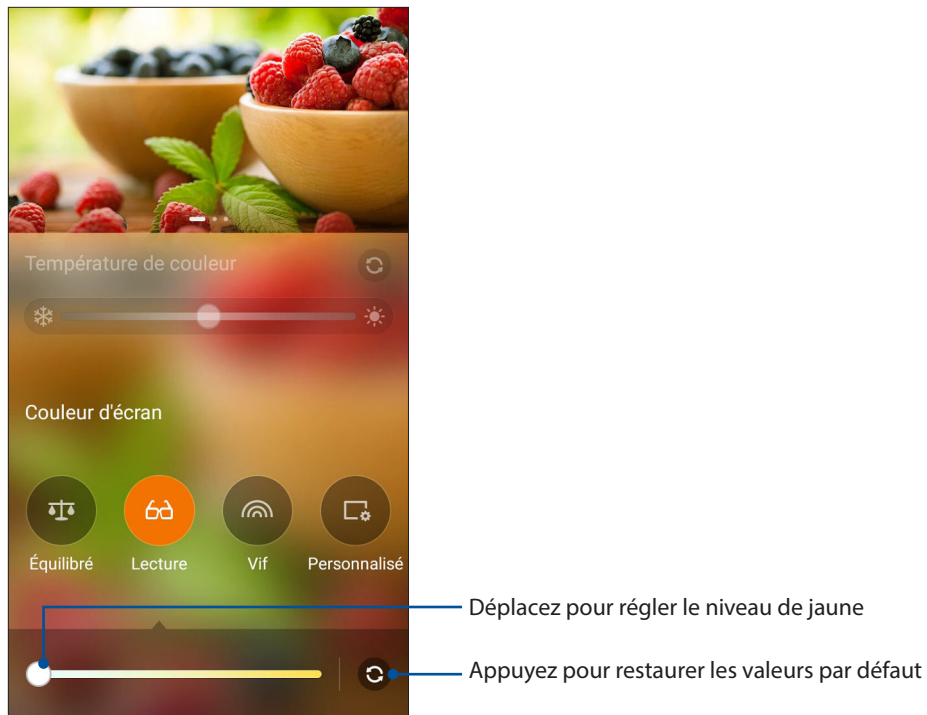 Température de couleur
Couleur d'écran
Équilibré
Lecture
Vif
Personnalisé
Déplacez pour régler le niveau de jaune
Appuyez pour restaurer les valeurs par défaut